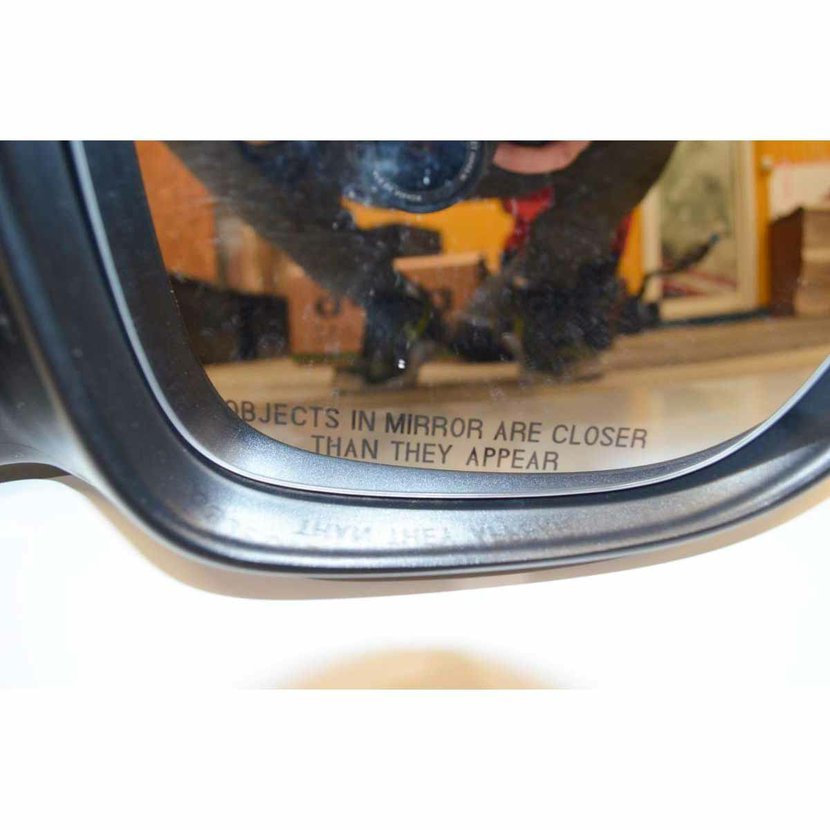 OBJECTS IN MIRROR ARE CLOSER
THAN THEY APPEAR